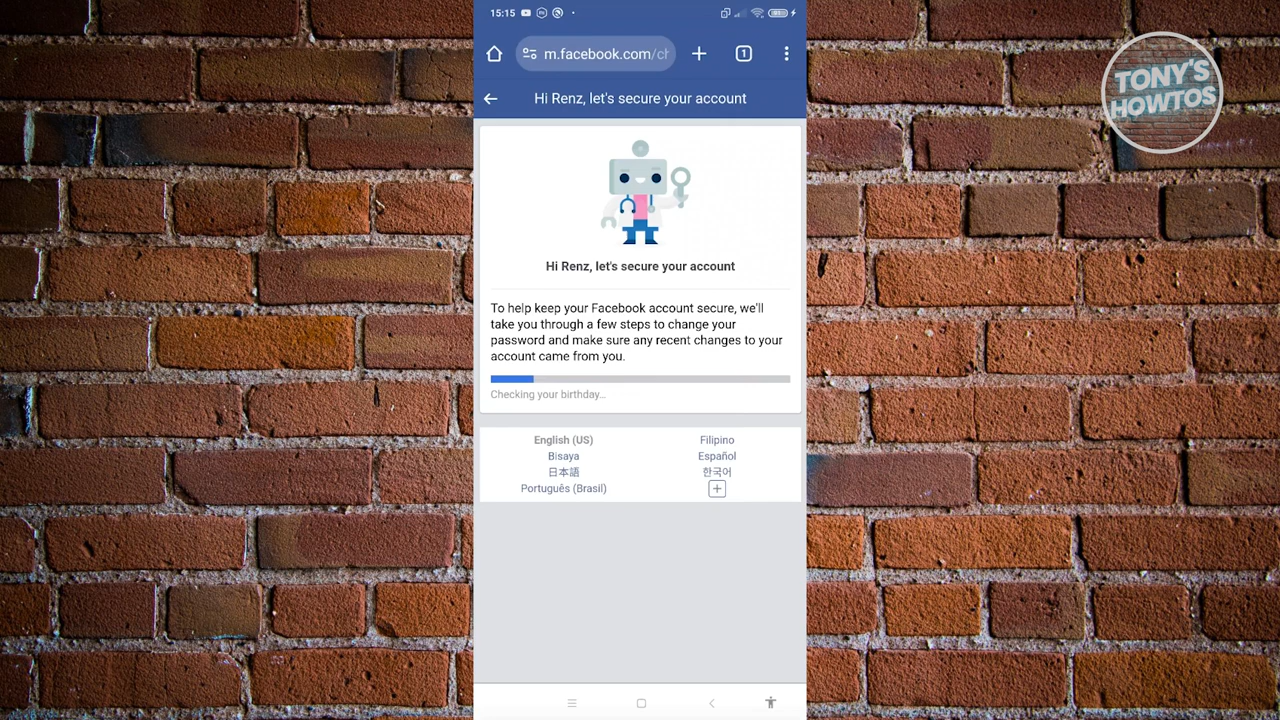 15:15
m.facebook.com/ch
1
Hi Renz, let's secure your account
TONY'S
HOWTOS
Hi Renz, let's secure your account
To help keep your Facebook account secure, we'll
take you through a few steps to change your
password and make sure any recent changes to your
account came from you.
Checking your birthday...
English (US)
Filipino
Bisaya
Español
日本語
한국어
Português (Brasil)
+